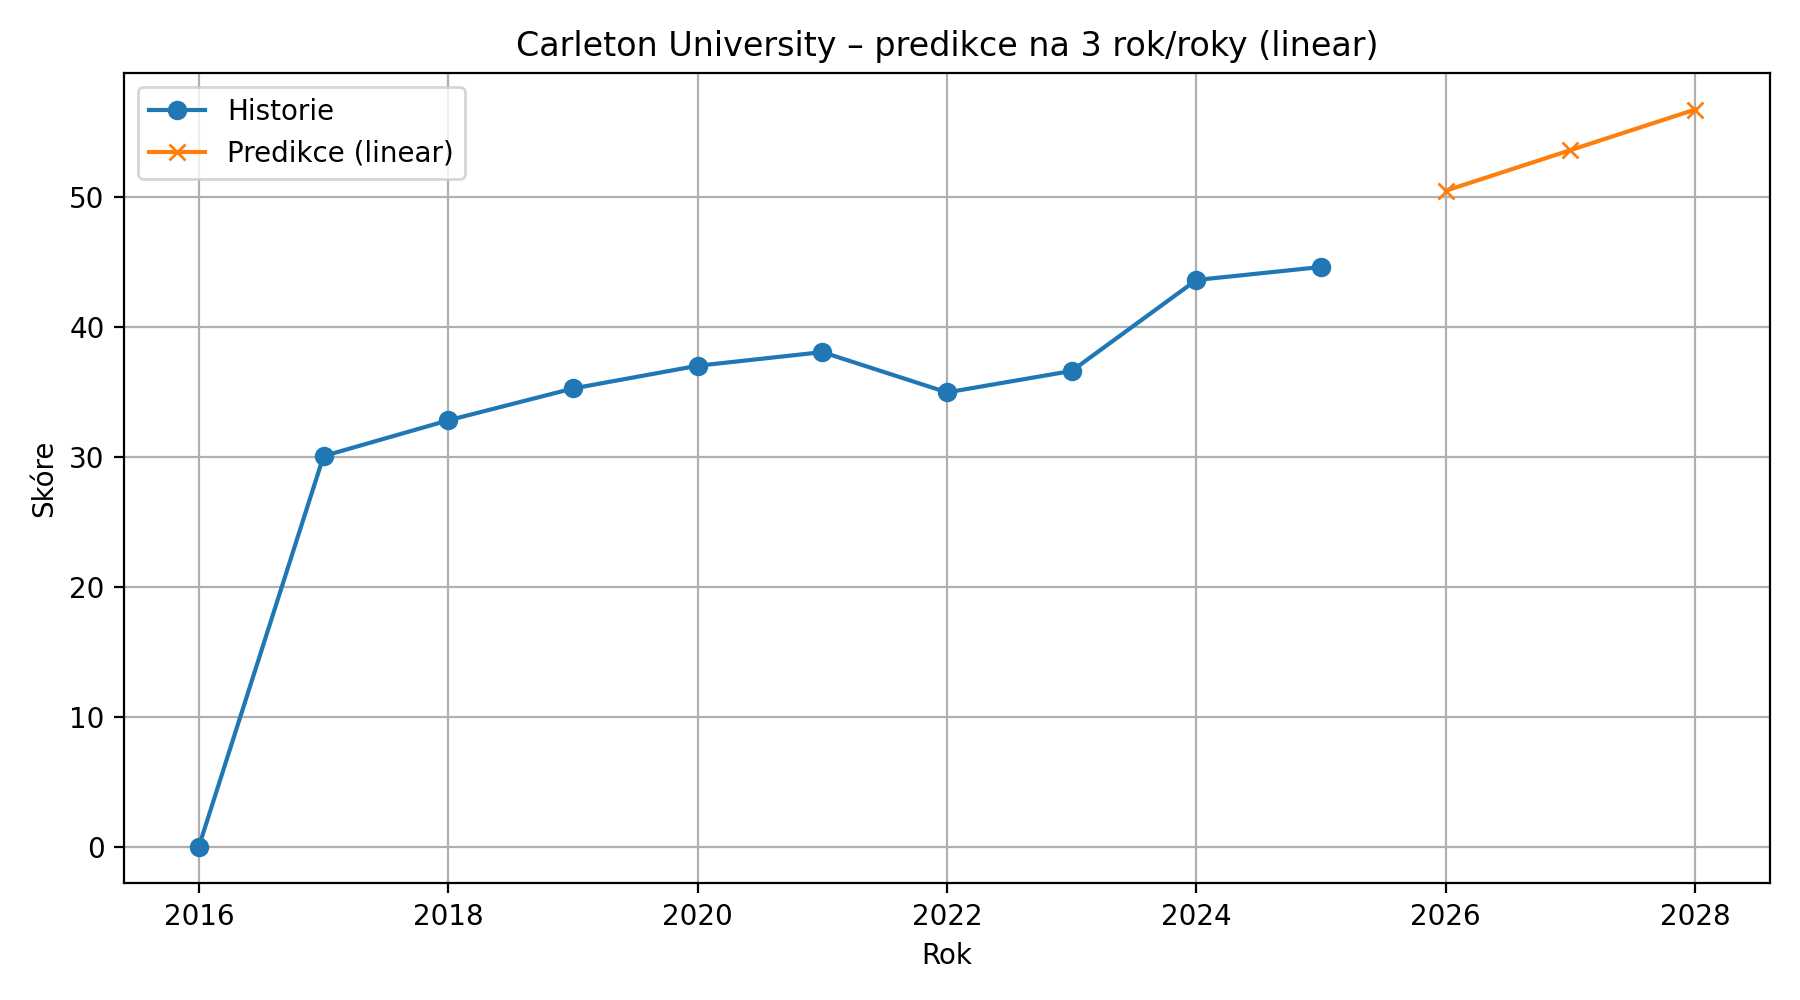 Carleton University – predikce na 3 rok/roky (linear)
Historie
Predikce (linear)
50
40
30
20
10
0
Skóre
2016 2018 2020 2022 2024 2026 2028
Rok